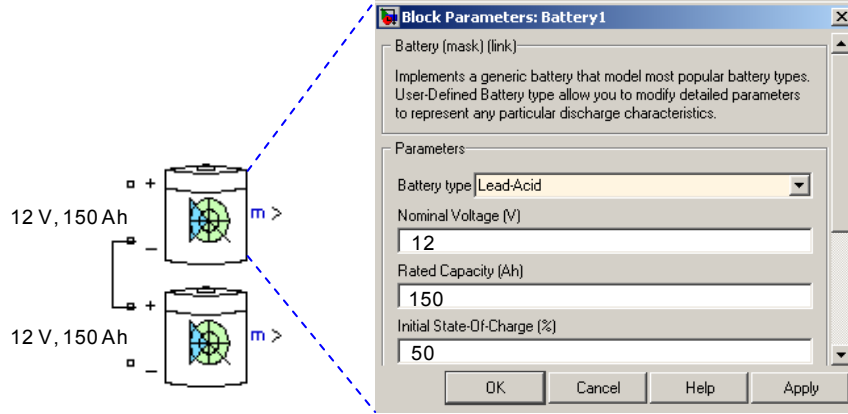 Block Parameters: Battery1
Battery (mask) (link)
Implements a generic battery that model most popular battery types.
User-Defined Battery type allow you to modify detailed parameters
to represent any particular discharge characteristics.
Parameters
Battery type Lead-Acid
Nominal Voltage (V)
12
Rated Capacity (Ah)
150
Initial State-Of-Charge (%)
50
OK Cancel Help Apply
+
12 V, 150 Ah m >
_
+
12 V, 150 Ah m >
_